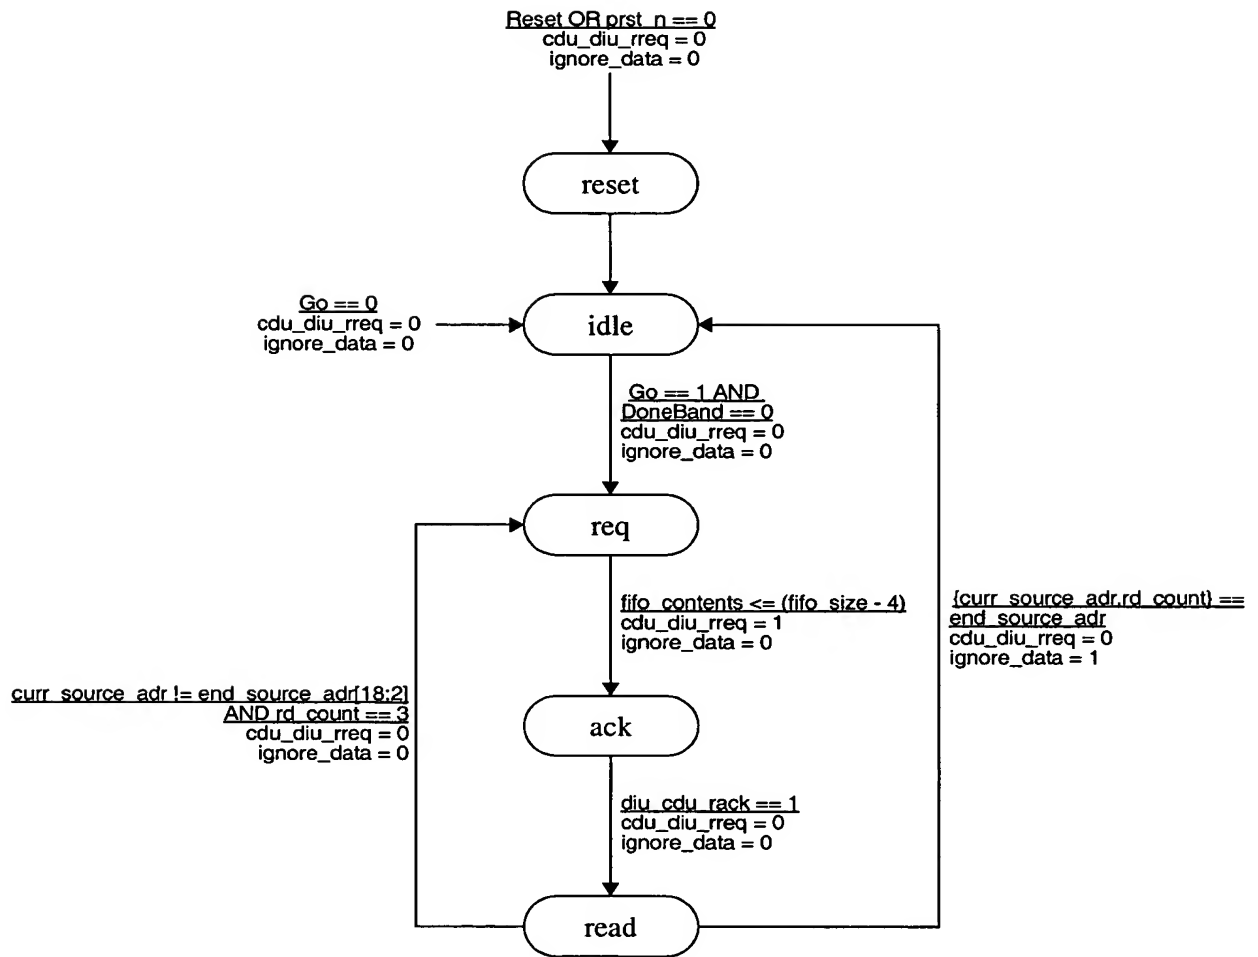 Reset OR prst_n == 0
cdu_diu_rreq = 0
ignore_data = 0
reset
Go == 0
cdu_diu_rreq = 0
ignore_data = 0
idle
Go == 1 AND
DoneBand == 0
cdu_diu_rreq = 0
ignore_data = 0
req
fifo_contents <= (fifo_size - 4)
cdu_diu_rreq = 1
ignore_data = 0
{curr_source_adr,rd_count} ==
end_source_adr
cdu_diu_rreq = 0
ignore_data = 1
curr_source_adr != end_source_adr[18:2]
AND rd_count == 3
cdu_diu_rreq = 0
ignore_data = 0
ack
diu_cdu_rack == 1
cdu_diu_rreq = 0
ignore_data = 0
read